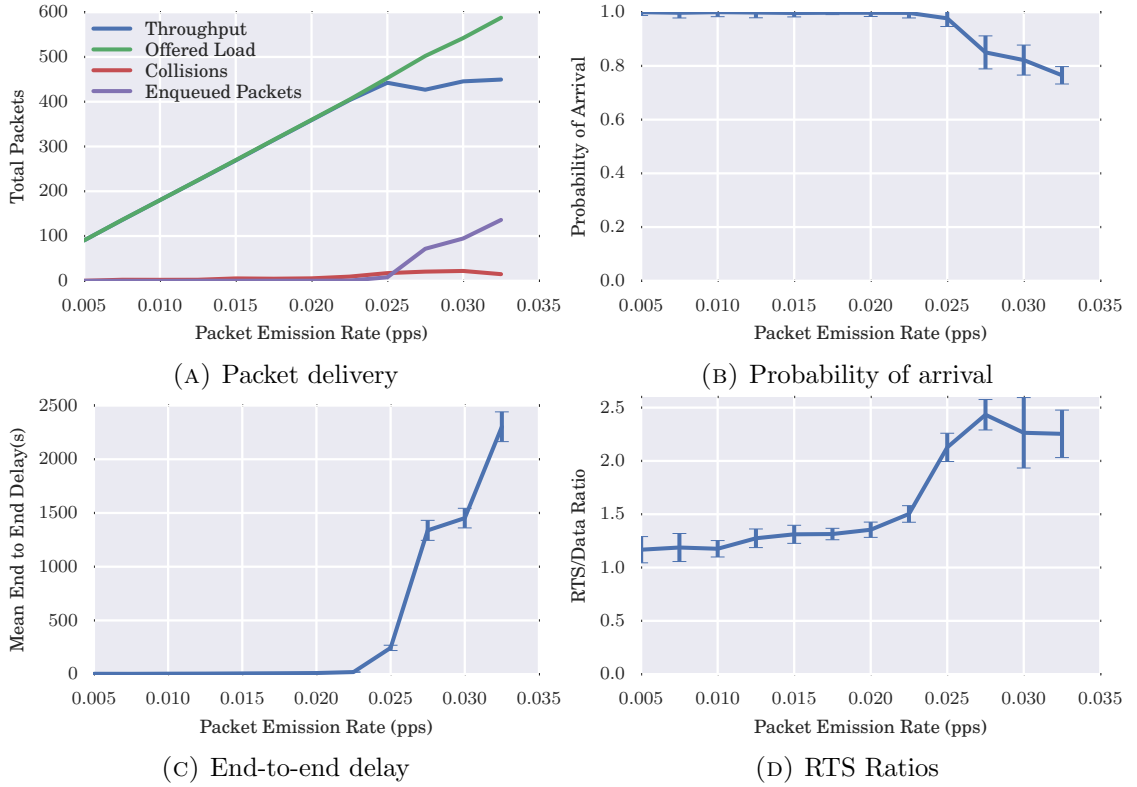 600
500
400
300
200
100
0
Total Packets
Throughput
Offered Load
Collisions
Enqueued Packets
0.005 0.010 0.015 0.020 0.025 0.030 0.035
Packet Emission Rate (pps)
(A) Packet delivery
1.0
0.8
0.6
0.4
0.2
0.0
Probability of Arrival
0.005 0.010 0.015 0.020 0.025 0.030 0.035
Packet Emission Rate (pps)
(B) Probability of arrival
2500
2000
1500
1000
500
0
Mean End to End Delay(s)
0.005 0.010 0.015 0.020 0.025 0.030 0.035
Packet Emission Rate (pps)
(C) End-to-end delay
2.5
2.0
1.5
1.0
0.5
0.0
RTS/Data Ratio
0.005 0.010 0.015 0.020 0.025 0.030 0.035
Packet Emission Rate (pps)
(D) RTS Ratios